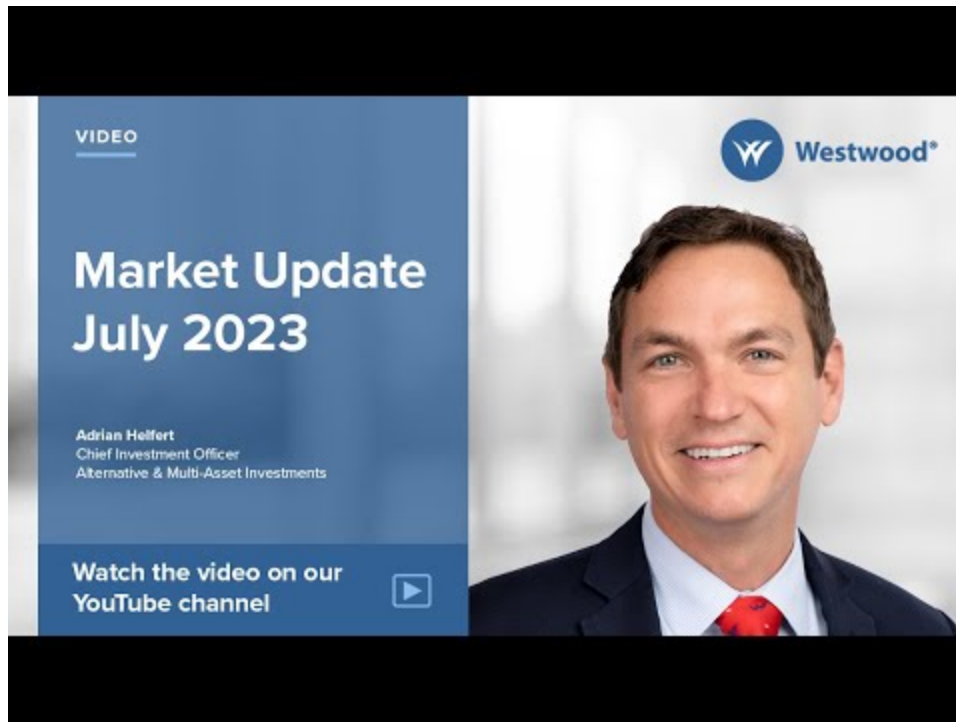 VIDEO
Westwood®
Market Update
July 2023
Adrian Helfert
Chief Investment Officer
Alternative & Multi-Asset Investments
Watch the video on our
YouTube channel